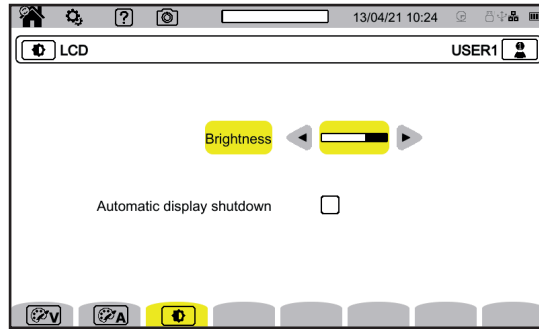 13/04/21 10:24
LCD USER1
Brightness
Automatic display shutdown
V A